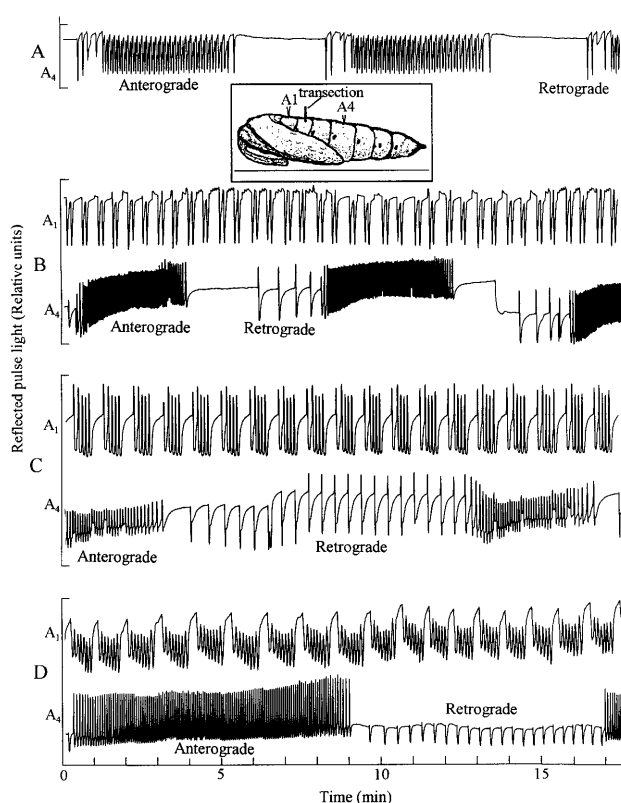 A
A4
Anterograde
Retrograde
transection
A1
A4
Reflected pulse light (Relative units)
A1
B
A4
Anterograde
Retrograde
A1
C
A4
Anterograde
Retrograde
A1
D
A4
Anterograde
Retrograde
0 5 10 15
Time (min)